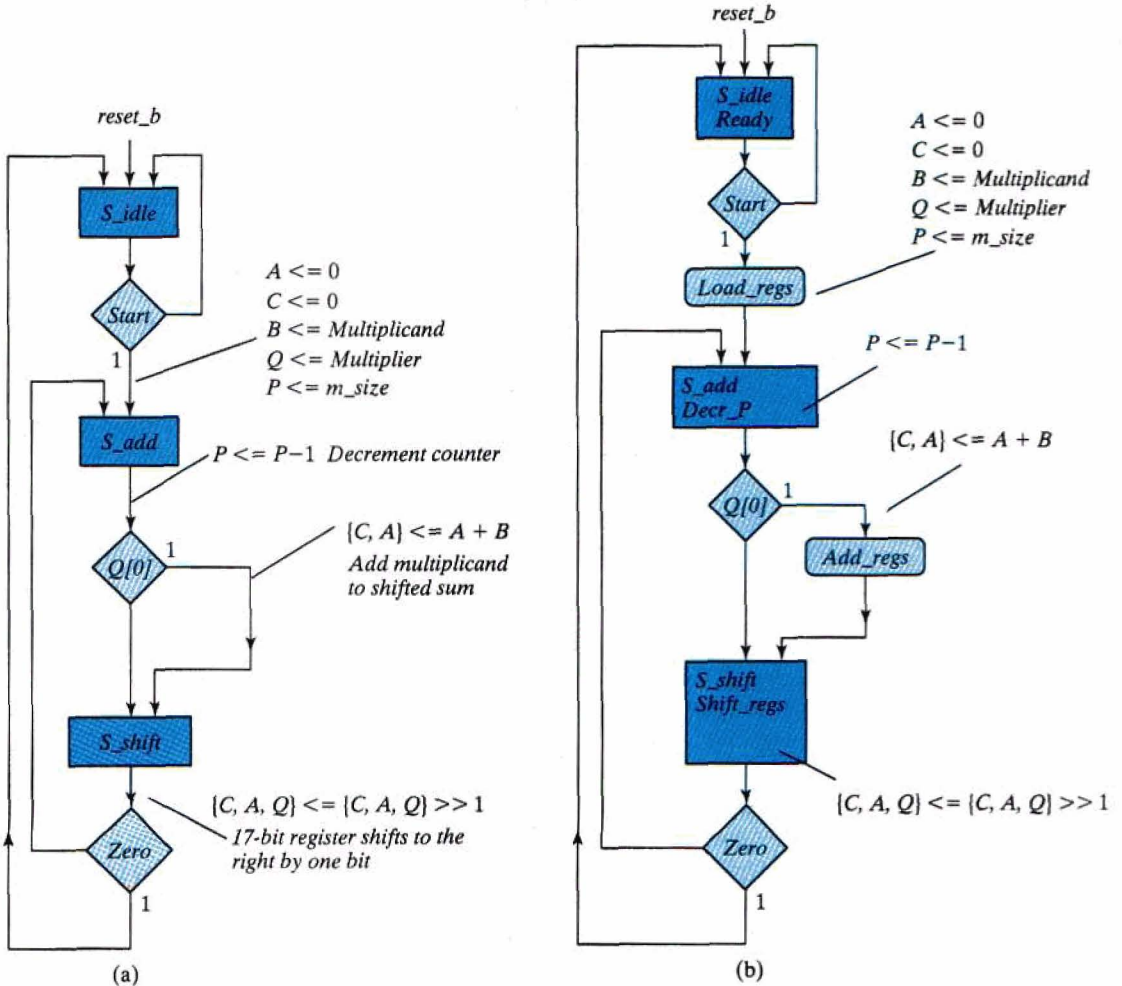 reset_b
S_idle
Start
1
A <= 0
C <= 0
B <= Multiplicand
Q <= Multiplier
P <= m_size
S_add
P <= P−1 Decrement counter
Q[0]
1
{C, A} <= A + B
Add multiplicand
to shifted sum
S_shift
{C, A, Q} <= {C, A, Q} >> 1
17-bit register shifts to the
right by one bit
Zero
1
(a)
reset_b
S_idle
Ready
Start
1
A <= 0
C <= 0
B <= Multiplicand
Q <= Multiplier
P <= m_size
Load_regs
P <= P−1
S_add
Decr_P
{C, A} <= A + B
Q[0]
1
Add_regs
S_shift
Shift_regs
{C, A, Q} <= {C, A, Q} >> 1
Zero
1
(b)